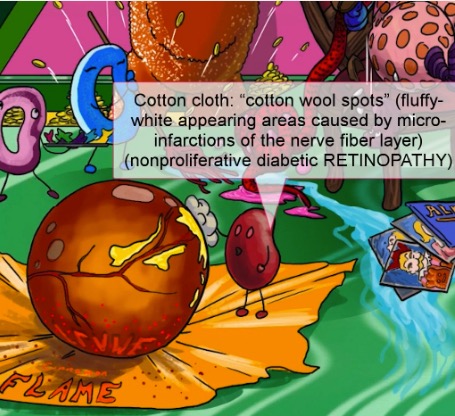 Cotton cloth: “cotton wool spots” (fluffy-
white appearing areas caused by micro-
infarctions of the nerve fiber layer)
(nonproliferative diabetic RETINOPATHY)
FLAME